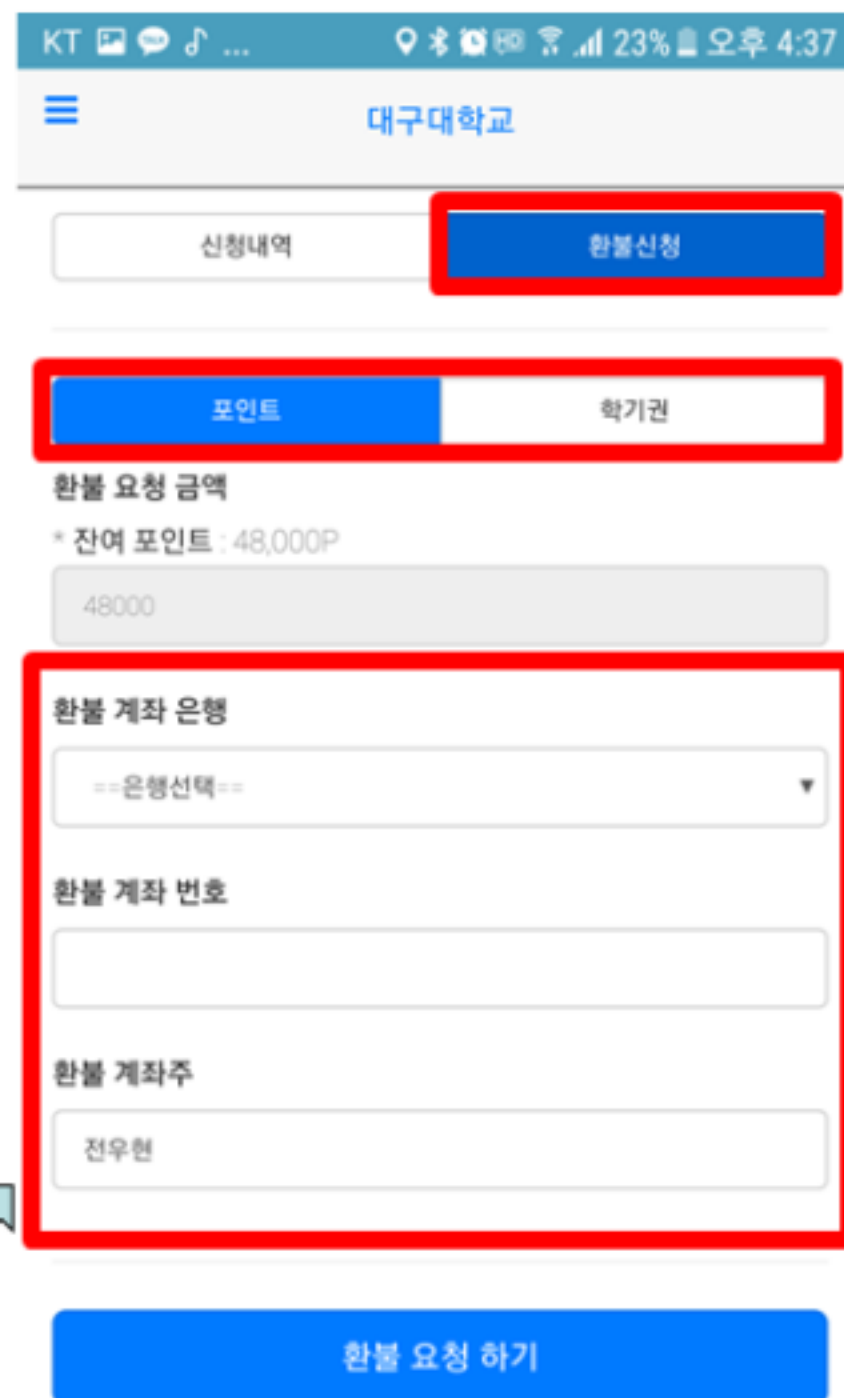 KT ... HD 23% 오후 4:37
대구대학교
신청내역 환불신청
포인트 학기권
환불 요청 금액
* 잔여 포인트 : 48,000P
48000
환불 계좌 은행
==은행선택==
환불 계좌 번호
환불 계좌주
전우현
환불 요청 하기